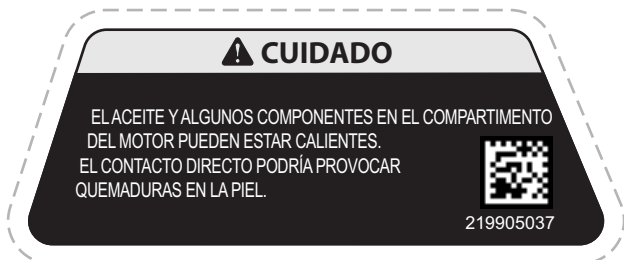 CUIDADO
EL ACEITE Y ALGUNOS COMPONENTES EN EL COMPARTIMENTO
DEL MOTOR PUEDEN ESTAR CALIENTES.
EL CONTACTO DIRECTO PODRÍA PROVOCAR
QUEMADURAS EN LA PIEL.
219905037